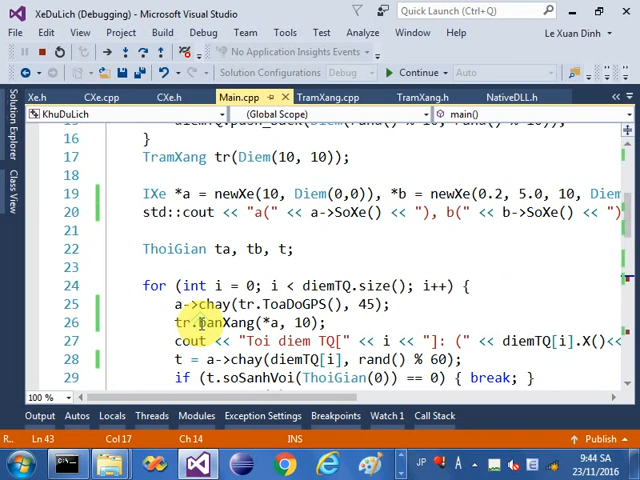 XeDuLich (Debugging) - Microsoft Visual Studio
Quick Launch (Ctrl+Q)
File Edit View Project Build Debug Team Tools Architecture Test Analyze Window
Help
Le Xuan Dinh
No Application Insights Events
Solution Configurations Debug Continue Auto
Xe.h CXe.cpp CXe.h Main.cpp TramXang.cpp TramXang.h NativeDLL.h
KhuDuLich (Global Scope) main()
Solution Explorer
Class View
16 }
17 TramXang tr(Diem(10, 10));
18
19 IXe *a = newXe(10, Diem(0,0)), *b = newXe(0.2, 5.0, 10, Diem
20 std::cout << "a(" << a->SoXe() << "), b(" << b->SoXe() << ")
21
22 ThoiGian ta, tb, t;
23
24 for (int i = 0; i < diemTQ.size(); i++) {
25 a->chay(tr.ToaDoGPS(), 45);
26 tr.banXang(*a, 10);
27 cout << "Toi diem TQ[" << i << "]: (" << diemTQ[i].X()<<
28 t = a->chay(diemTQ[i], rand() % 60);
29 if (t.soSanhVoi(ThoiGian(0)) == 0) { break; }
100 %
Output Autos Locals Threads Modules Exception Settings Breakpoints Watch 1 Call Stack
R.. Ln 43 Col 17 Ch 14 INS Publish
JP
9:44 SA
23/11/2016